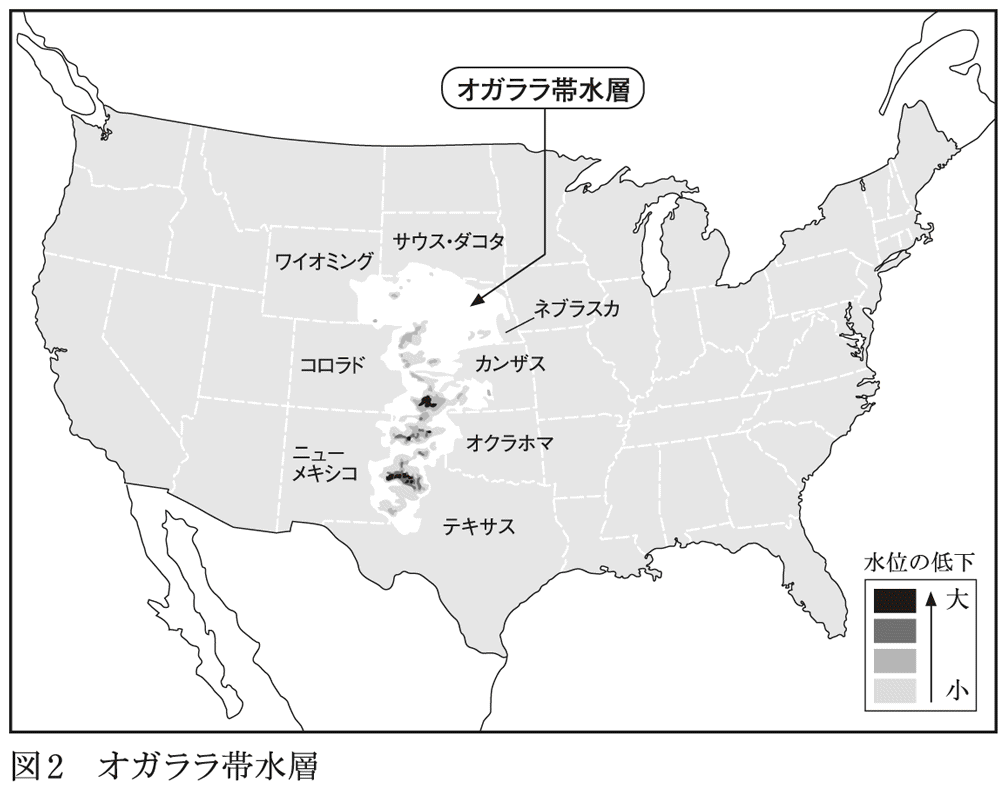 オガララ帯水層
サウス・ダコタ
ワイオミング
ネブラスカ
コロラド
カンザス
オクラホマ
ニュー
メキシコ
テキサス
水位の低下
大
小
図2 オガララ帯水層